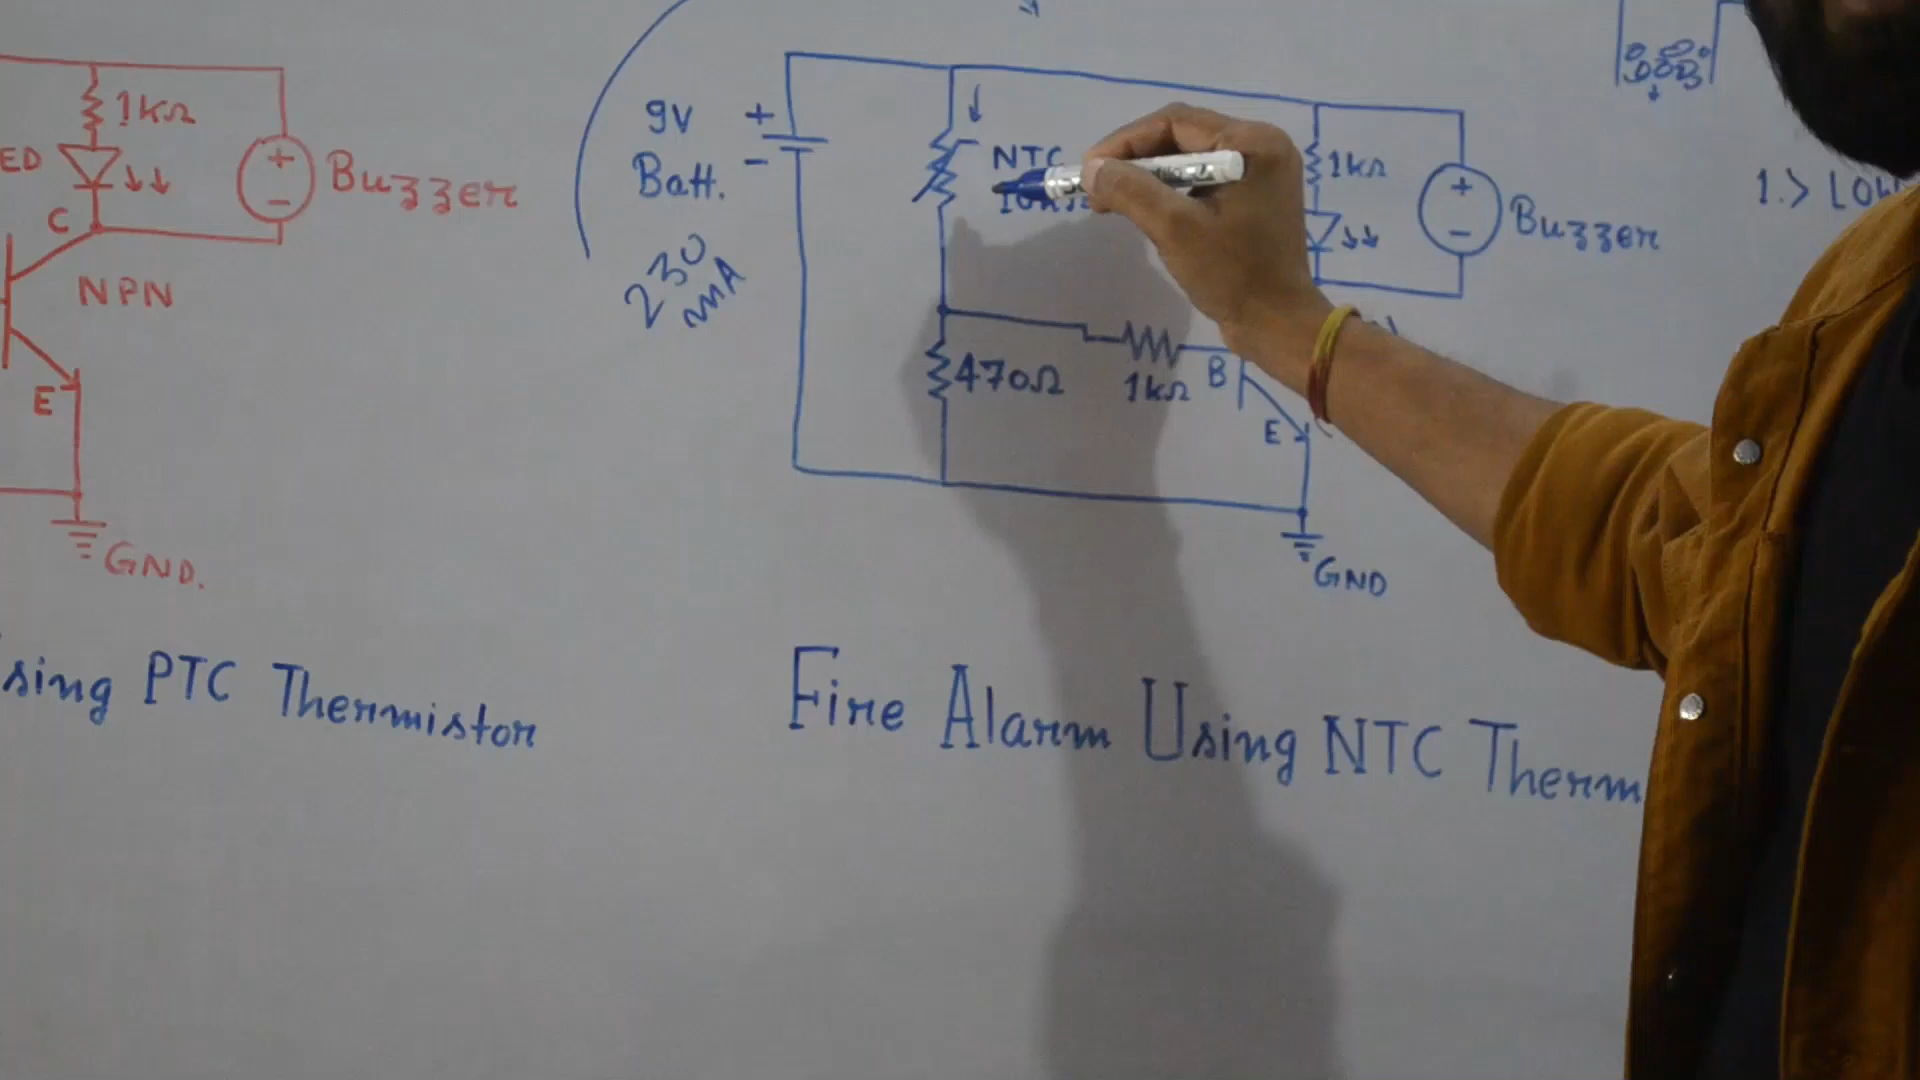 1kΩ
ED
+
-
Buzzer
C
NPN
E
GND.
sing PTC Thermistor
9V
Batt.
+
-
230
mA
NTC
10kΩ
470Ω
1kΩ
B
E
1kΩ
+
-
Buzzer
GND
Fire Alarm Using NTC Therm
1.>